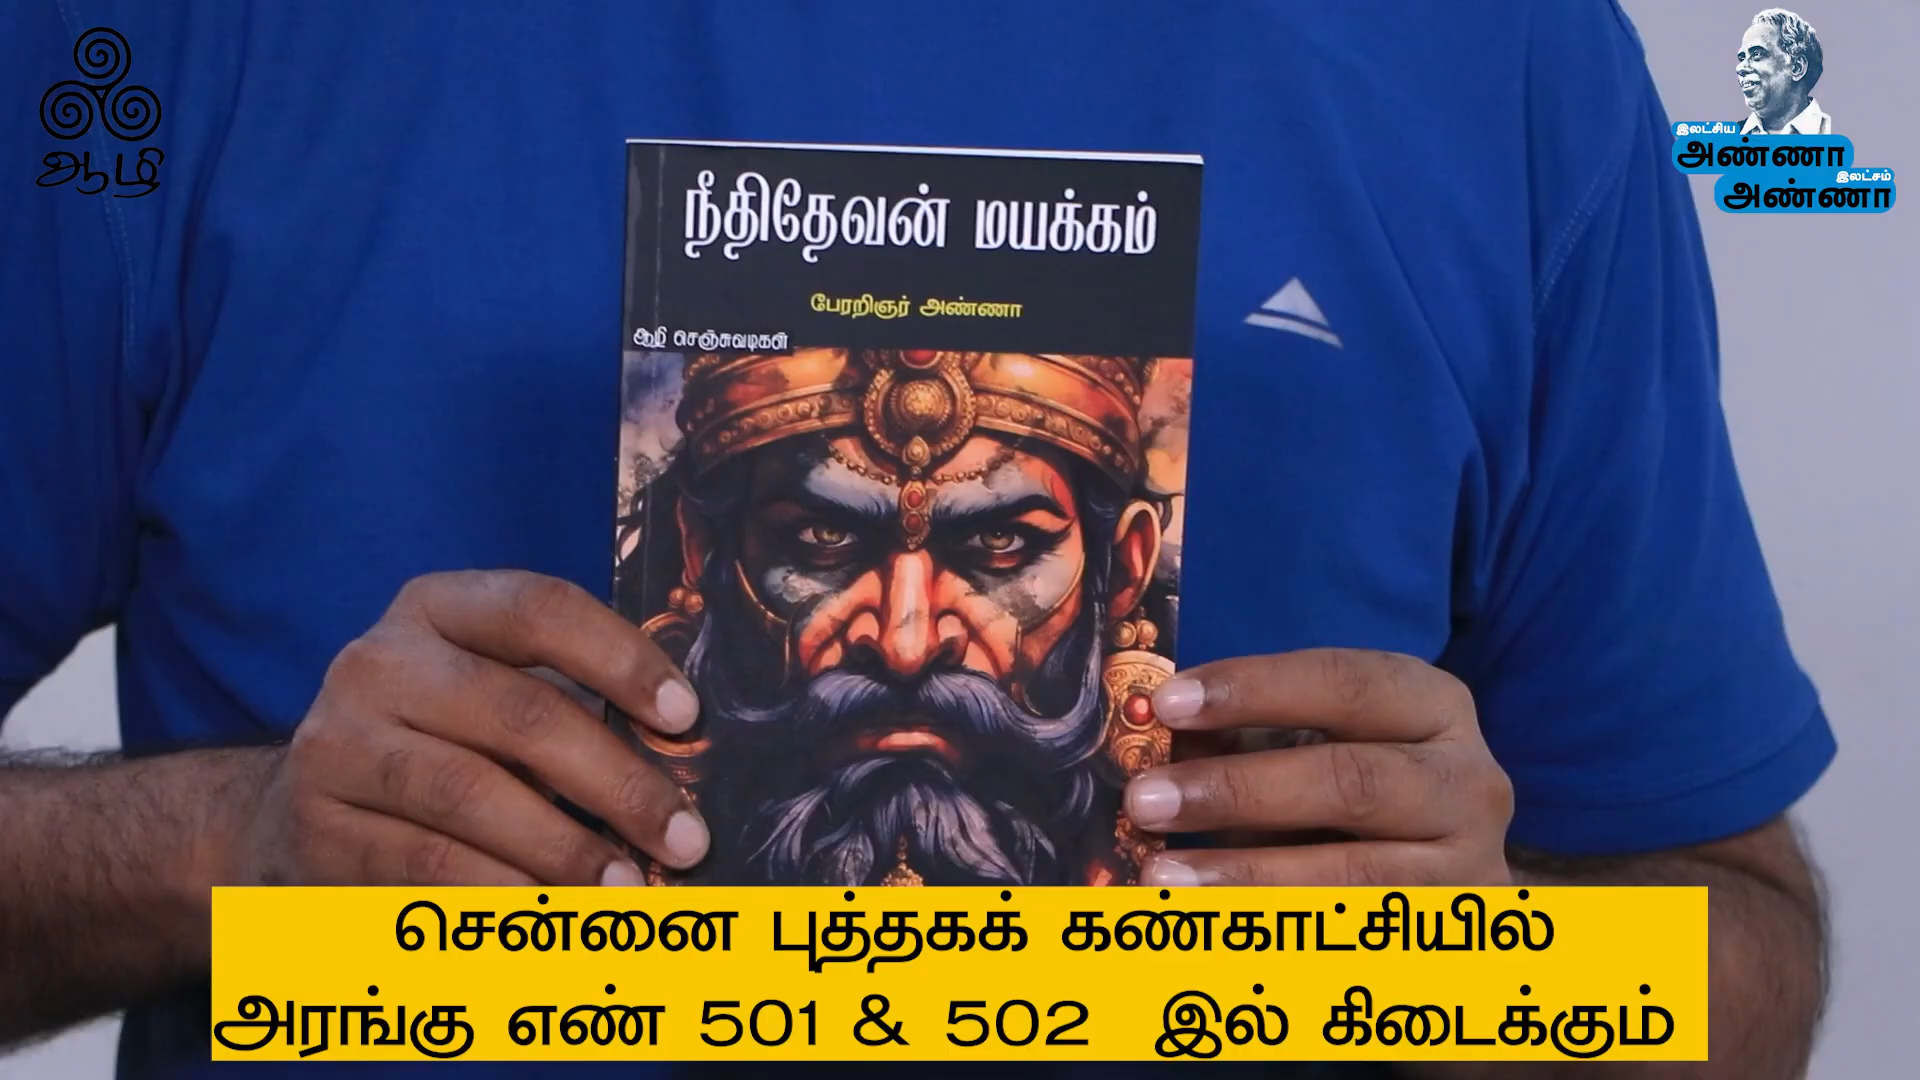 ஆழி
இலட்சிய
அண்ணா
இலட்சம்
அண்ணா
நீதிதேவன் மயக்கம்
பேரறிஞர் அண்ணா
ஆழி செஞ்சுவடிகள்
சென்னை புத்தகக் கண்காட்சியில்
அரங்கு எண் 501 & 502 இல் கிடைக்கும்